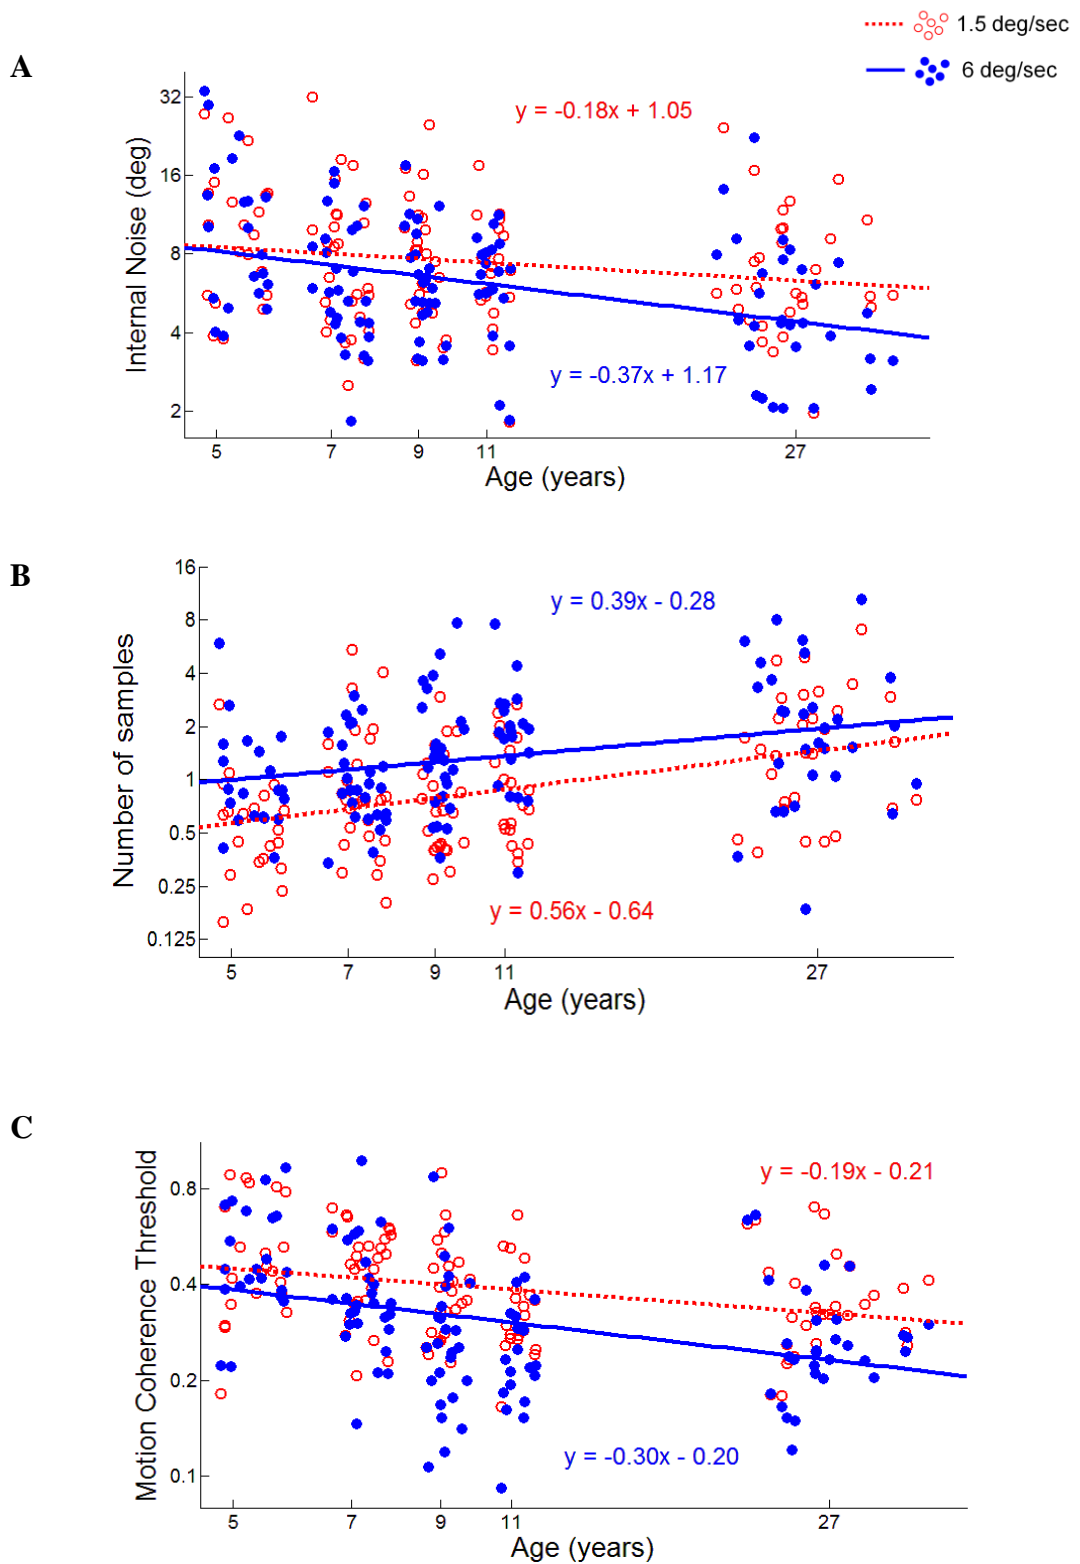 1.5 deg/sec
6 deg/sec
A
Internal Noise (deg)
32
16
8
4
2
y = -0.18x + 1.05
y = -0.37x + 1.17
5 7 9 11 27
Age (years)
B
Number of samples
16
8
4
2
1
0.5
0.25
0.125
y = 0.39x - 0.28
y = 0.56x - 0.64
5 7 9 11 27
Age (years)
C
Motion Coherence Threshold
0.8
0.4
0.2
0.1
y = -0.19x - 0.21
y = -0.30x - 0.20
5 7 9 11 27
Age (years)